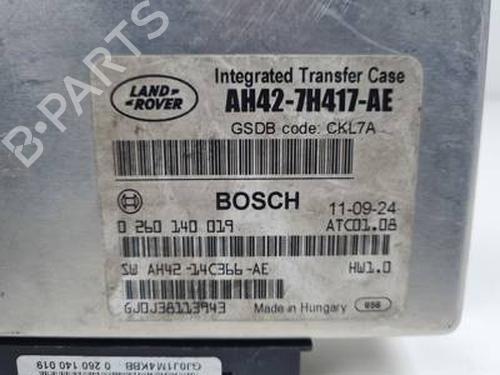 LAND
ROVER
Integrated Transfer Case
AH42-7H417-AE
GSDB code: CKL7A
BOSCH
11-09-24
0 260 140 019
ATC01.08
SW AH42-14C366-AE
HW1.0
GJ0J38113943
Made in Hungary
GJ0J1M4KBB 0 260 140 019